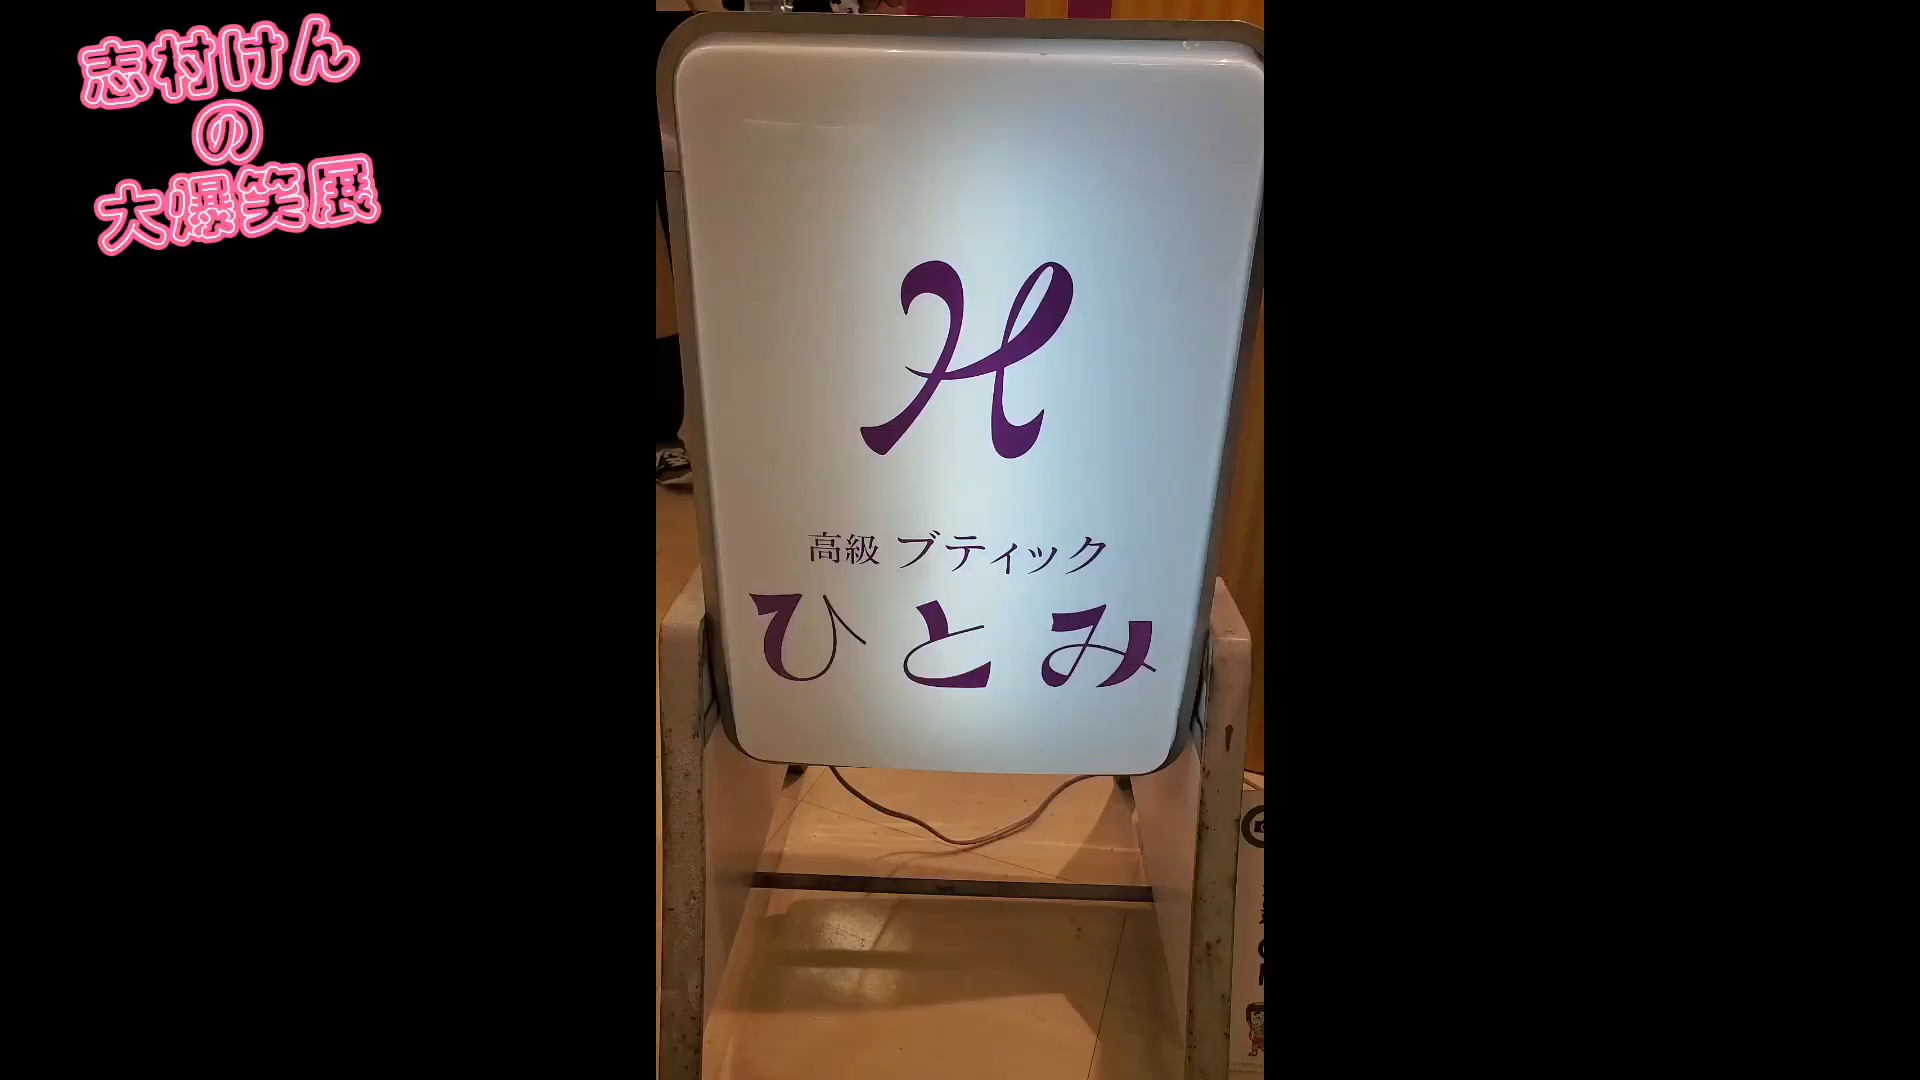 志村けん
の
大爆笑展
H
高級 ブティック
ひとみ